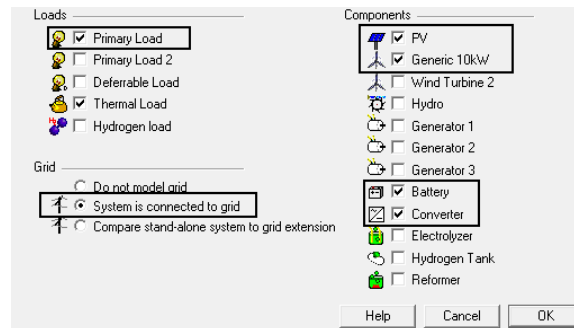 Loads
Primary Load
Primary Load 2
Deferrable Load
Thermal Load
Hydrogen load
Grid
Do not model grid
System is connected to grid
Compare stand-alone system to grid extension
Components
PV
Generic 10kW
Wind Turbine 2
Hydro
Generator 1
Generator 2
Generator 3
Battery
Converter
Electrolyzer
Hydrogen Tank
Reformer
Help Cancel OK